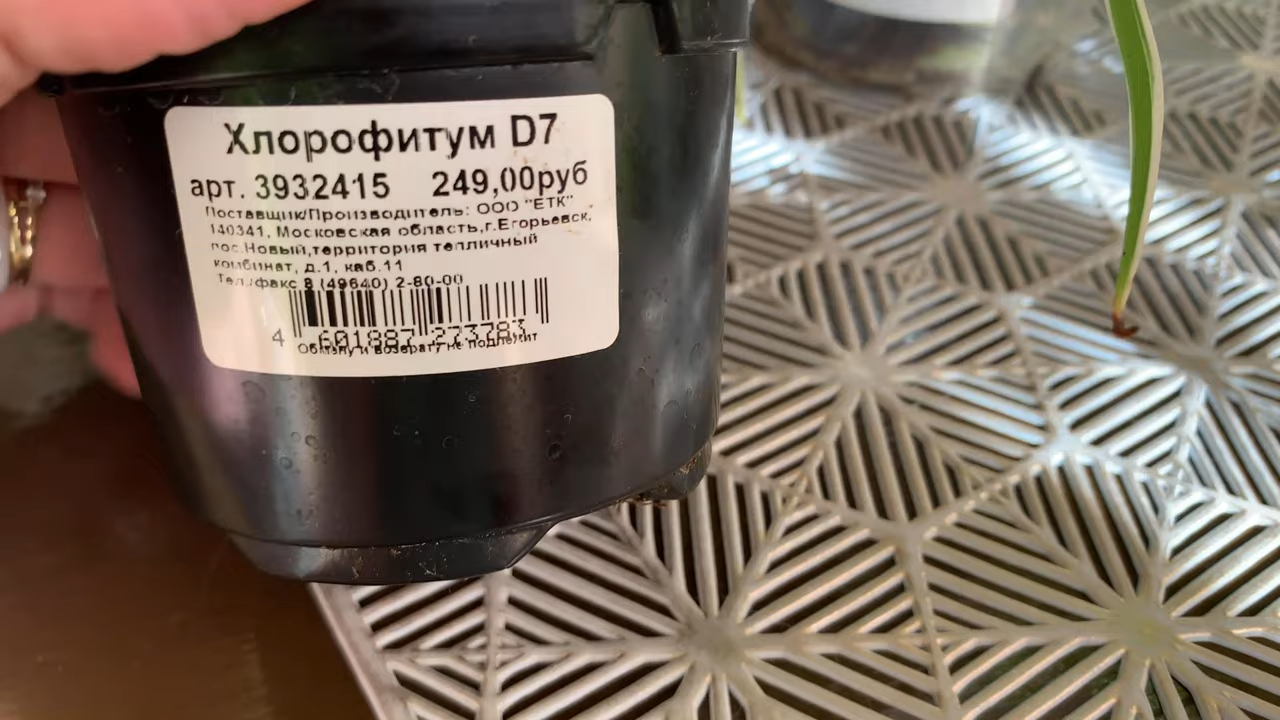 Хлорофитум D7
арт. 3932415 249,00руб
Поставщик/Производитель: ООО "ЕТК"
140341, Московская область,г.Егорьевск,
пос.Новый,территория тепличный
комбинат, д.1, каб.11
Тел./факс 8 (49640) 2-80-00
4 601887 273783
Обмену и возврату не подлежит